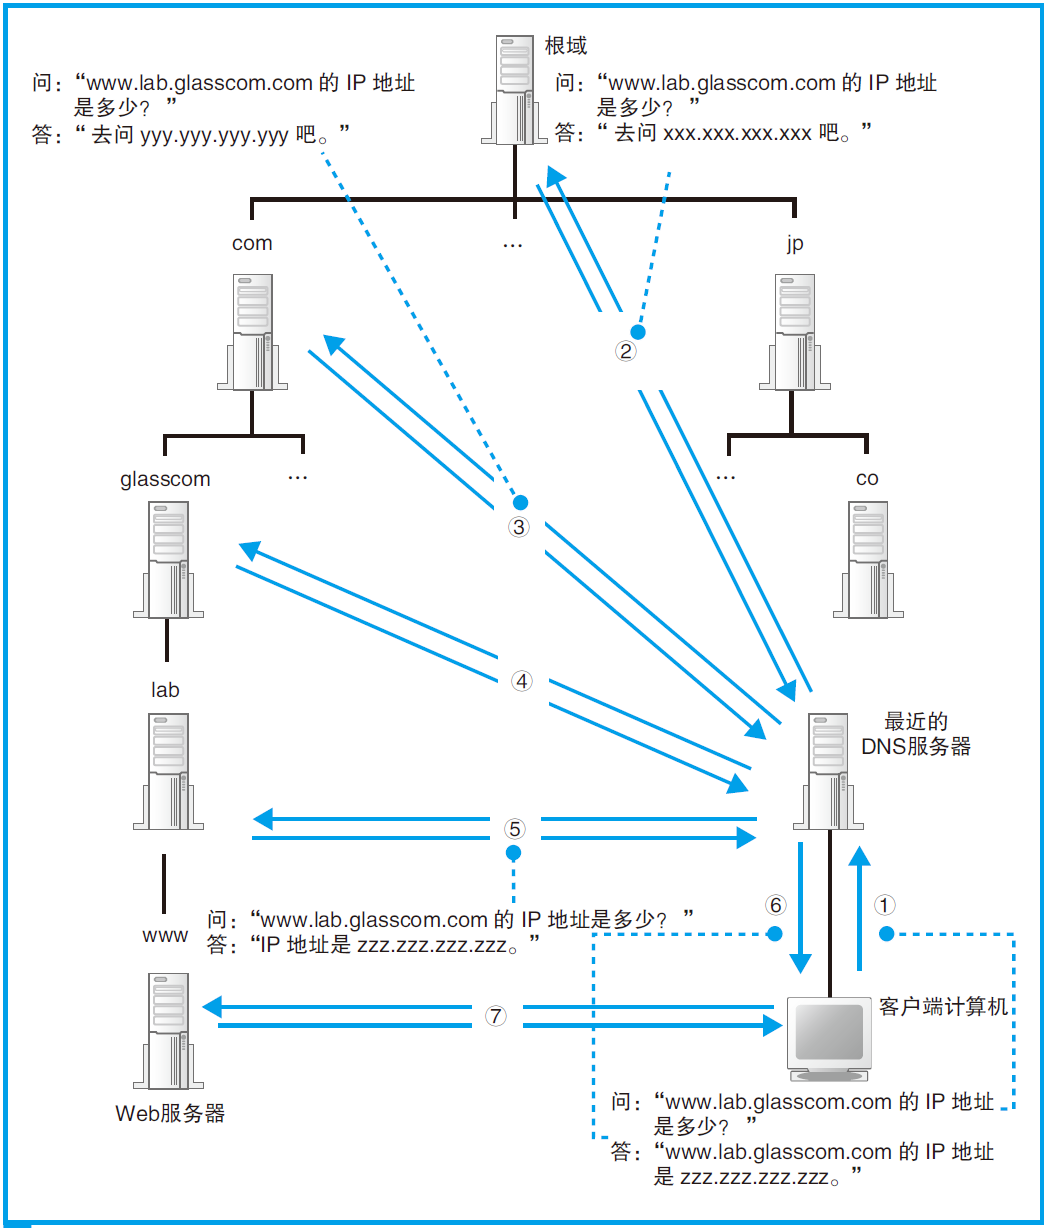 根域
问：“www.lab.glasscom.com 的 IP 地址
是多少？ ”
答：“ 去问 yyy.yyy.yyy.yyy 吧。”
问：“www.lab.glasscom.com 的 IP 地址
是多少？ ”
答：“ 去问 xxx.xxx.xxx.xxx 吧。”
com
...
jp
②
glasscom
...
...
co
③
④
lab
最近的
DNS服务器
⑤
⑥
①
问：“www.lab.glasscom.com 的 IP 地址是多少？ ”
答：“IP 地址是 zzz.zzz.zzz.zzz。”
www
⑦
客户端计算机
Web服务器
问：“www.lab.glasscom.com 的 IP 地址
是多少？ ”
答：“www.lab.glasscom.com 的 IP 地址
是 zzz.zzz.zzz.zzz。”